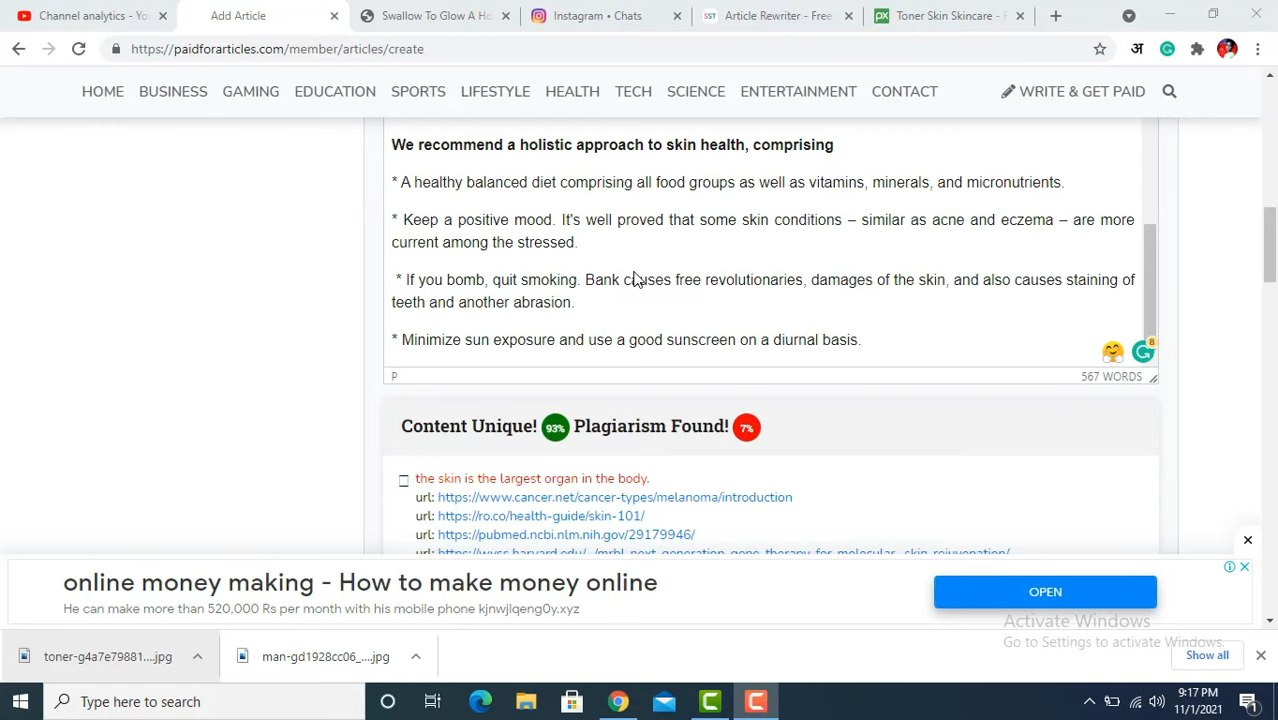 Channel analytics - Yo
Add Article
Swallow To Glow A Ho
Instagram • Chats
SST
Article Rewriter - Free
px
Toner Skin Skincare - F
https://paidforarticles.com/member/articles/create
अ
HOME BUSINESS GAMING EDUCATION SPORTS LIFESTYLE HEALTH TECH SCIENCE ENTERTAINMENT CONTACT WRITE & GET PAID
We recommend a holistic approach to skin health, comprising
* A healthy balanced diet comprising all food groups as well as vitamins, minerals, and micronutrients.
* Keep a positive mood. It's well proved that some skin conditions – similar as acne and eczema – are more
current among the stressed.
* If you bomb, quit smoking. Bank causes free revolutionaries, damages of the skin, and also causes staining of
teeth and another abrasion.
* Minimize sun exposure and use a good sunscreen on a diurnal basis.
8
P
567 WORDS
Content Unique! 93% Plagiarism Found! 7%
the skin is the largest organ in the body.
url: https://www.cancer.net/cancer-types/melanoma/introduction
url: https://ro.co/health-guide/skin-101/
url: https://pubmed.ncbi.nlm.nih.gov/29179946/
online money making - How to make money online
He can make more than 520,000 Rs per month with his mobile phone kjnwjlqeng0y.xyz
OPEN
Activate Windows
Go to Settings to activate Windows.
toner-g4a7e79881....jpg
man-gd1928cc06_....jpg
Show all
Type here to search
9:17 PM
11/1/2021
1